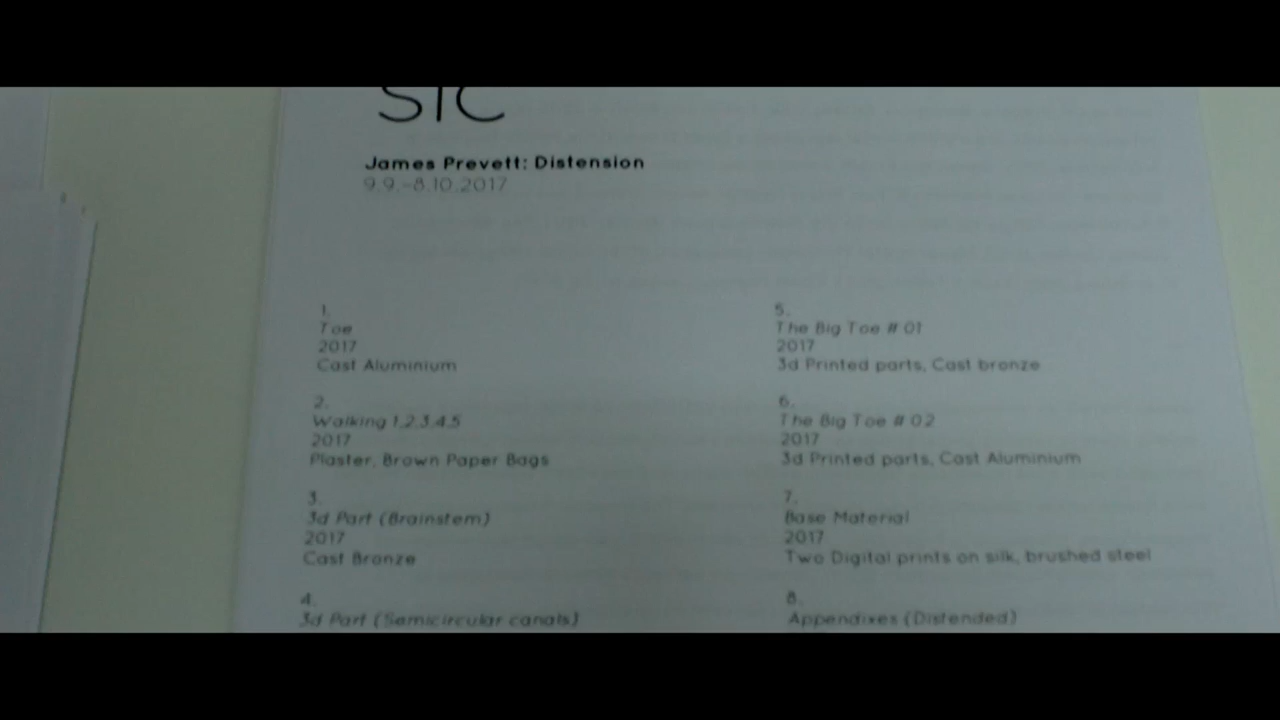 SIC
James Prevett: Distension
9.9.-8.10.2017
1.
Toe
2017
Cast Aluminium
2.
Walking 1,2,3,4,5
2017
Plaster, Brown Paper Bags
3.
3d Part (Brainstem)
2017
Cast Bronze
4.
3d Part (Semicircular canals)
5.
The Big Toe # 01
2017
3d Printed parts, Cast bronze
6.
The Big Toe # 02
2017
3d Printed parts, Cast Aluminium
7.
Base Material
2017
Two Digital prints on silk, brushed steel
8.
Appendixes (Distended)